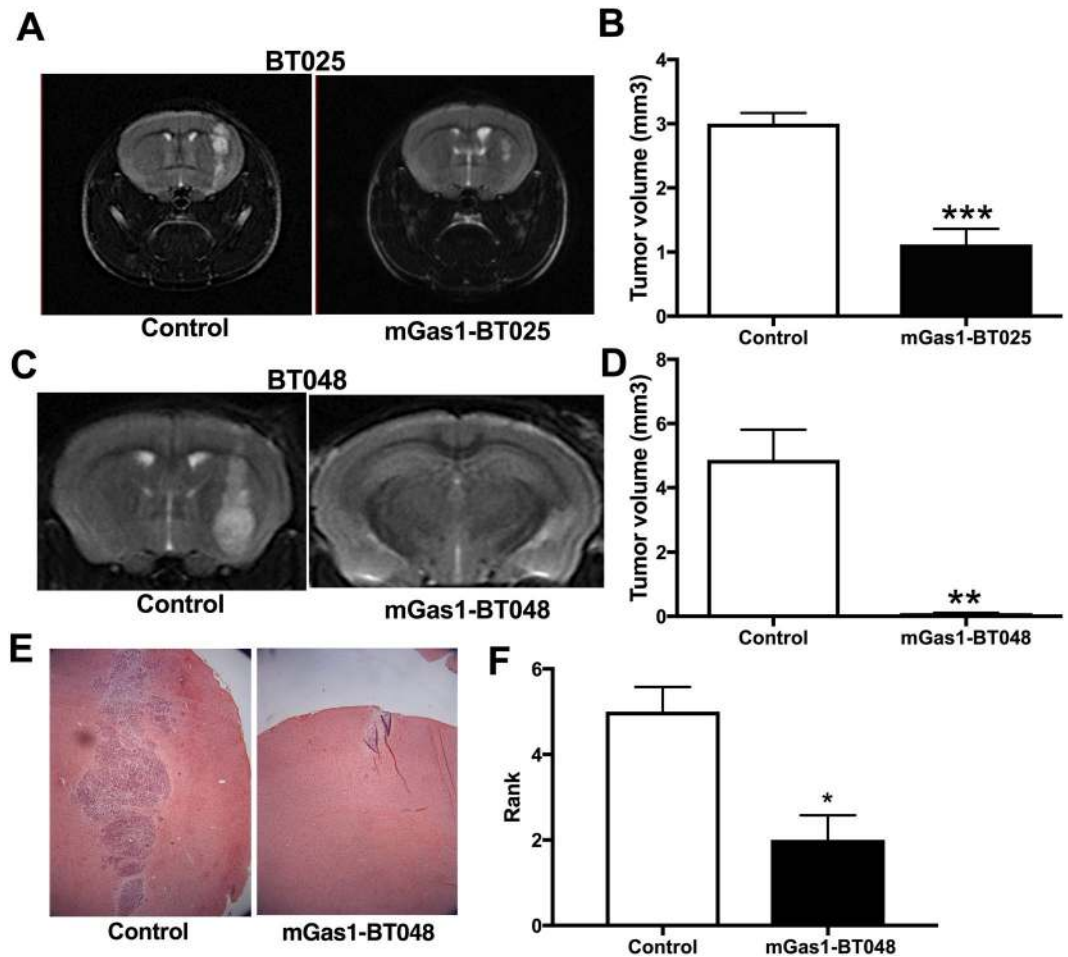 A
BT025
Control
mGas1-BT025
B
Tumor volume (mm3)
4
3
2
1
0
***
Control
mGas1-BT025
C
BT048
Control
mGas1-BT048
D
Tumor volume (mm3)
8
6
4
2
0
**
Control
mGas1-BT048
E
Control
mGas1-BT048
F
Rank
6
4
2
0
*
Control
mGas1-BT048